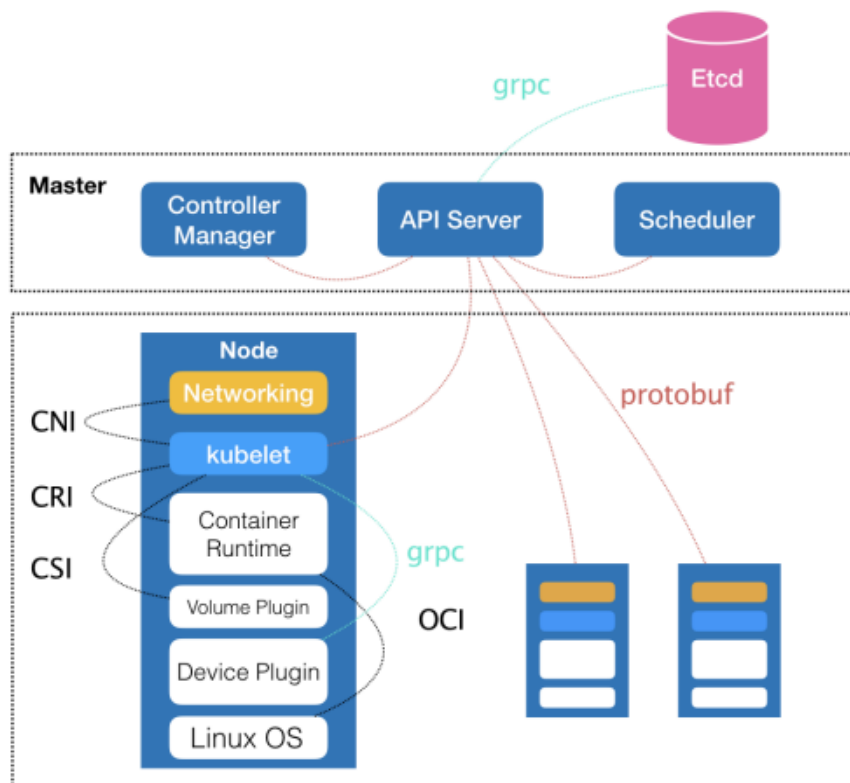 Etcd
grpc
Master
Controller
Manager
API Server
Scheduler
Node
Networking
CNI
kubelet
protobuf
CRI
Container
Runtime
CSI
grpc
Volume Plugin
OCI
Device Plugin
Linux OS